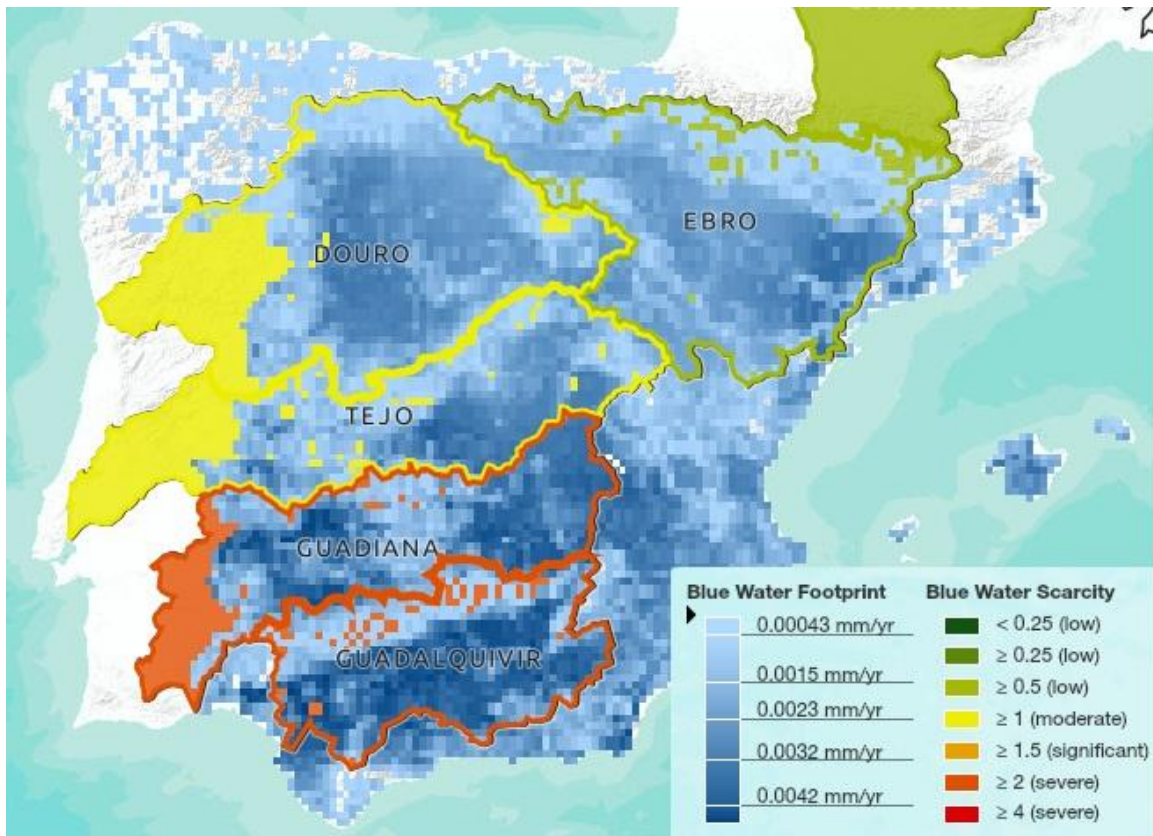 EBRO
DOURO
TEJO
GUADIANA
GUADALQUIVIR
Blue Water Footprint
0.00043 mm/yr
0.0015 mm/yr
0.0023 mm/yr
0.0032 mm/yr
0.0042 mm/yr
Blue Water Scarcity
< 0.25 (low)
≥ 0.25 (low)
≥ 0.5 (low)
≥ 1 (moderate)
≥ 1.5 (significant)
≥ 2 (severe)
≥ 4 (severe)